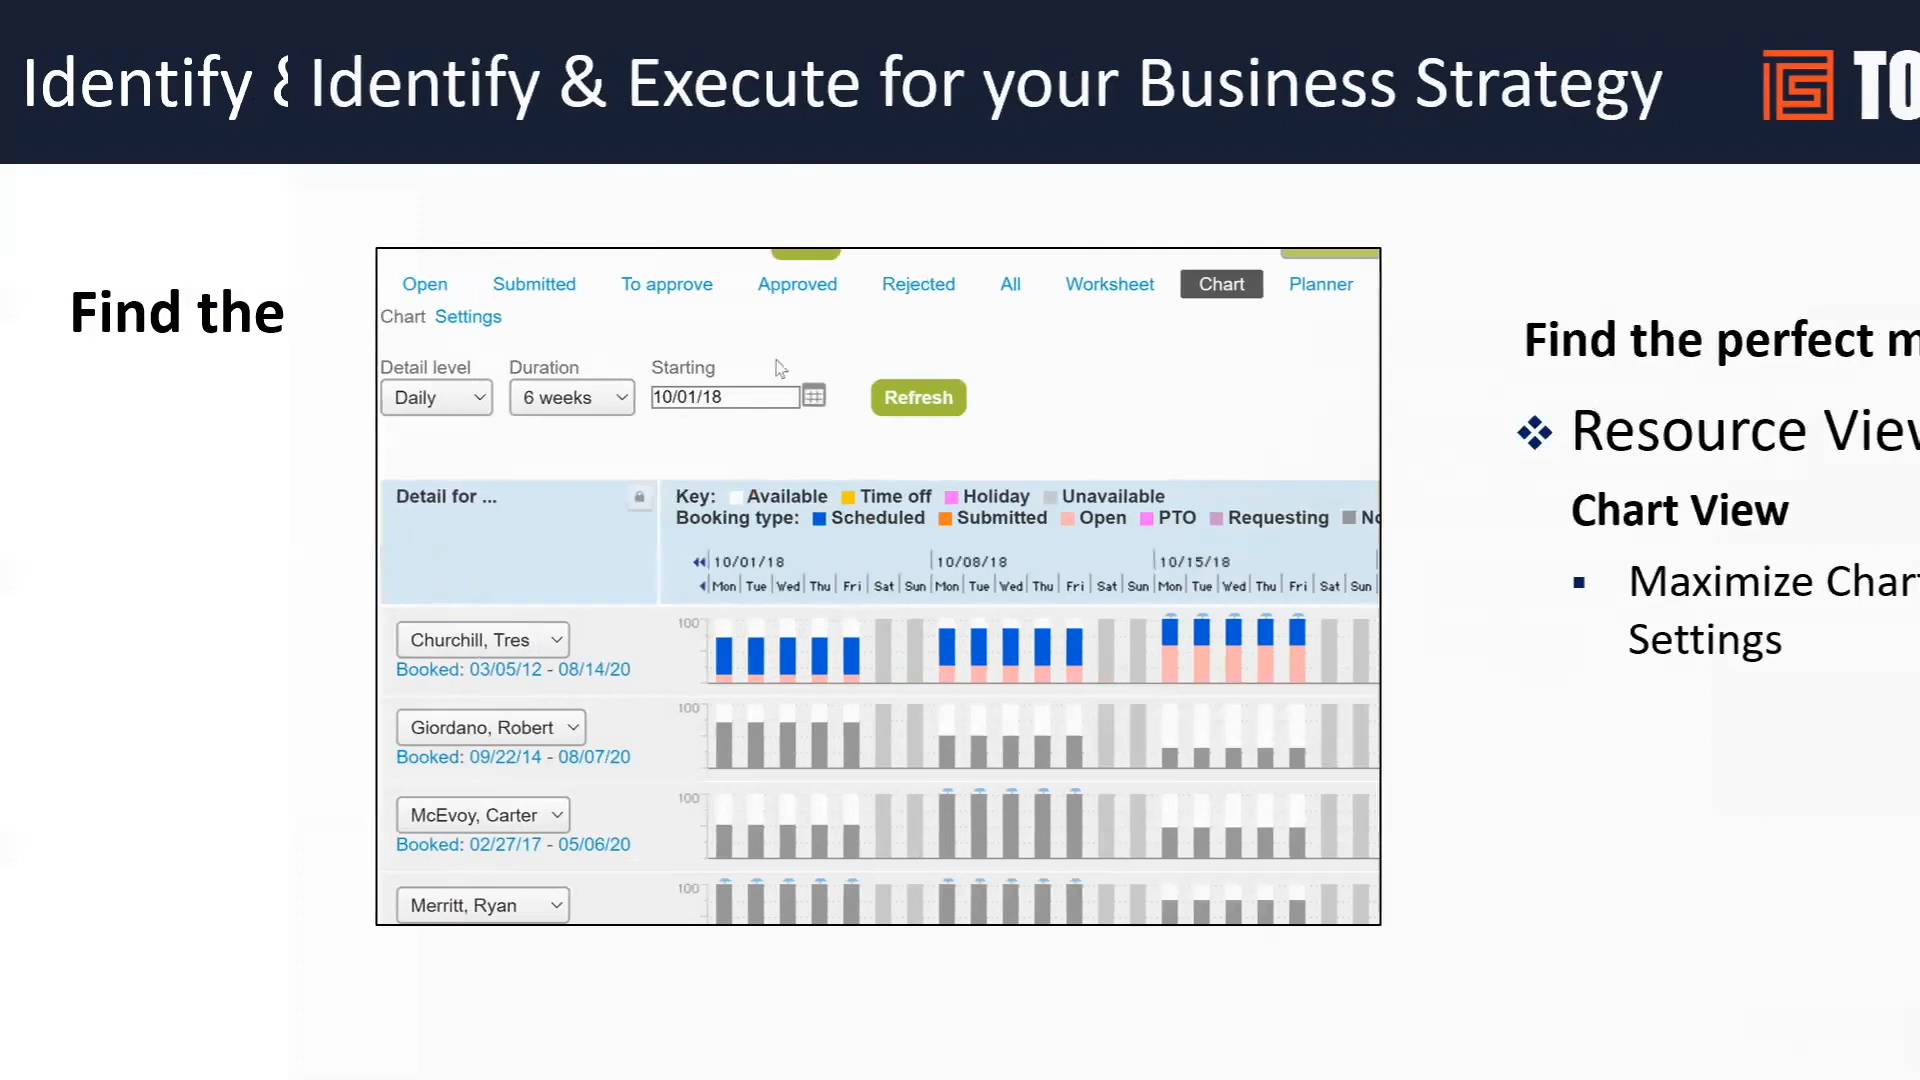 Identify & Identify & Execute for your Business Strategy
TO
Find the
Open Submitted To approve Approved Rejected All Worksheet Chart Planner
Chart Settings
Detail level Duration Starting
Daily 6 weeks 10/01/18 Refresh
Detail for ...
Key: Available Time off Holiday Unavailable
Booking type: Scheduled Submitted Open PTO Requesting
10/01/18 10/08/18 10/15/18
Mon Tue Wed Thu Fri Sat Sun Mon Tue Wed Thu Fri Sat Sun Mon Tue Wed Thu Fri Sat Sun
Churchill, Tres 100
Booked: 03/05/12 - 08/14/20
Giordano, Robert 100
Booked: 09/22/14 - 08/07/20
McEvoy, Carter 100
Booked: 02/27/17 - 05/06/20
Merritt, Ryan 100
Find the perfect m
❖ Resource View
Chart View
▪ Maximize Chart
Settings